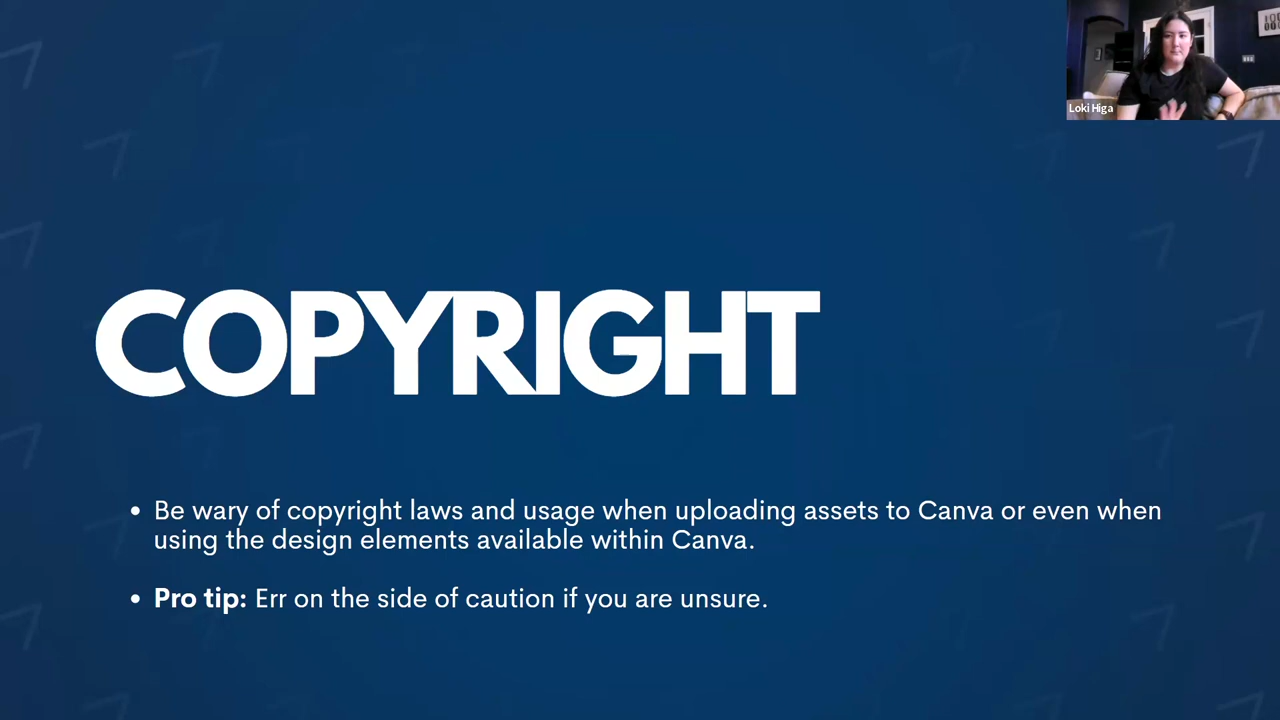 Loki Higa
COPYRIGHT
• Be wary of copyright laws and usage when uploading assets to Canva or even when
using the design elements available within Canva.
• Pro tip: Err on the side of caution if you are unsure.